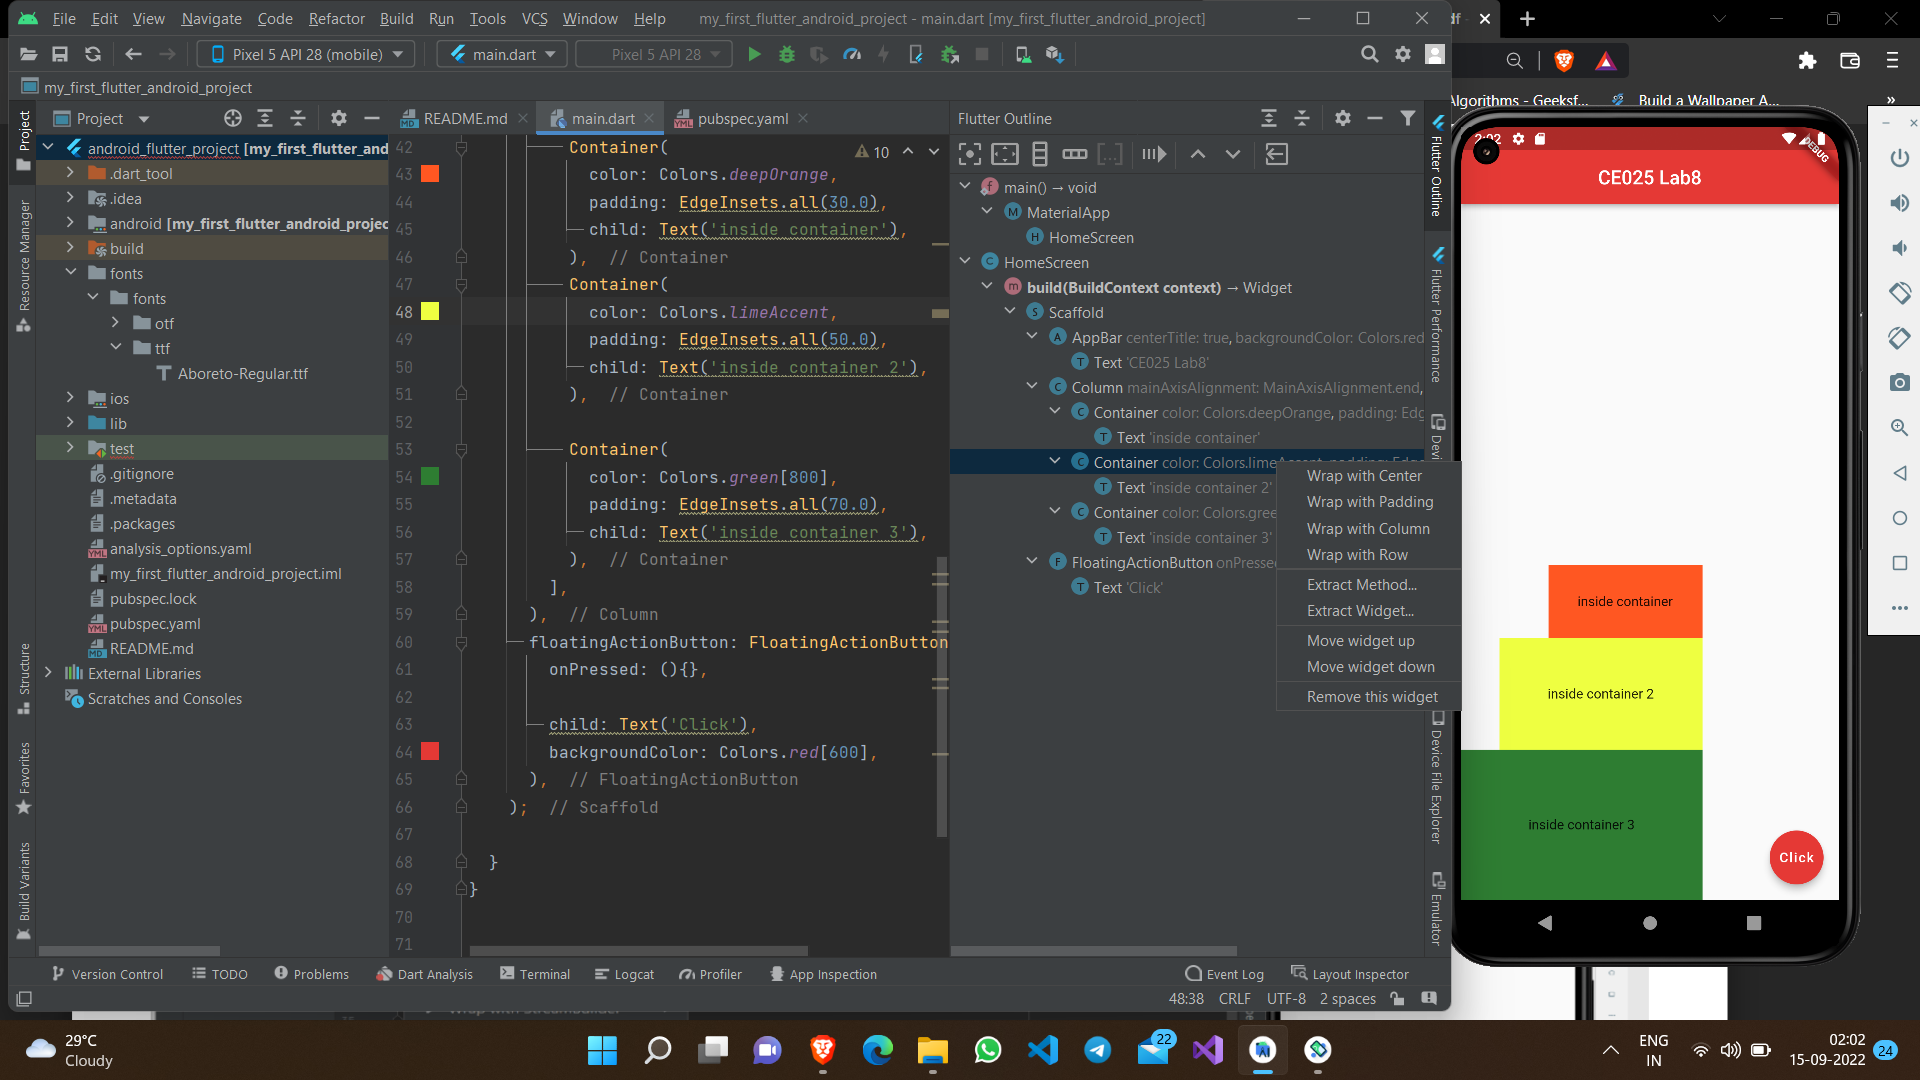 File Edit View Navigate Code Refactor Build Run Tools VCS Window Help my_first_flutter_android_project - main.dart [my_first_flutter_android_project]
Pixel 5 API 28 (mobile) main.dart Pixel 5 API 28
my_first_flutter_android_project
Project
README.md main.dart pubspec.yaml
Flutter Outline
Project
Resource Manager
Structure
Favorites
Build Variants
android_flutter_project [my_first_flutter_and
.dart_tool
.idea
android [my_first_flutter_android_projec
build
fonts
fonts
otf
ttf
Aboreto-Regular.ttf
ios
lib
test
.gitignore
.metadata
.packages
analysis_options.yaml
my_first_flutter_android_project.iml
pubspec.lock
pubspec.yaml
README.md
External Libraries
Scratches and Consoles
10
42 Container(
43 color: Colors.deepOrange,
44 padding: EdgeInsets.all(30.0),
45 child: Text('inside container'),
46 ), // Container
47 Container(
48 color: Colors.limeAccent,
49 padding: EdgeInsets.all(50.0),
50 child: Text('inside container 2'),
51 ), // Container
52
53 Container(
54 color: Colors.green[800],
55 padding: EdgeInsets.all(70.0),
56 child: Text('inside container 3'),
57 ), // Container
58 ],
59 ), // Column
60 floatingActionButton: FloatingActionButton
61 onPressed: (){},
62
63 child: Text('Click'),
64 backgroundColor: Colors.red[600],
65 ), // FloatingActionButton
66 ); // Scaffold
67
68 }
69 }
70
71
main() → void
MaterialApp
HomeScreen
HomeScreen
build(BuildContext context) → Widget
Scaffold
AppBar centerTitle: true, backgroundColor: Colors.red
Text 'CE025 Lab8'
Column mainAxisAlignment: MainAxisAlignment.end,
Container color: Colors.deepOrange, padding: Edg
Text 'inside container'
Container color: Colors.limeAccent, padding: Edge
Text 'inside container 2'
Container color: Colors.gree
Text 'inside container 3'
FloatingActionButton onPresse
Text 'Click'
Wrap with Center
Wrap with Padding
Wrap with Column
Wrap with Row
Extract Method...
Extract Widget...
Move widget up
Move widget down
Remove this widget
Flutter Outline
Flutter Performance
Device File Explorer
Emulator
Version Control TODO Problems Dart Analysis Terminal Logcat Profiler App Inspection Event Log Layout Inspector
48:38 CRLF UTF-8 2 spaces
df
Algorithms - Geeksf... Build a Wallpaper A... »
2:02
DEBUG
CE025 Lab8
inside container
inside container 2
inside container 3
Click
29°C
Cloudy
22
ENG
IN
02:02
15-09-2022
24